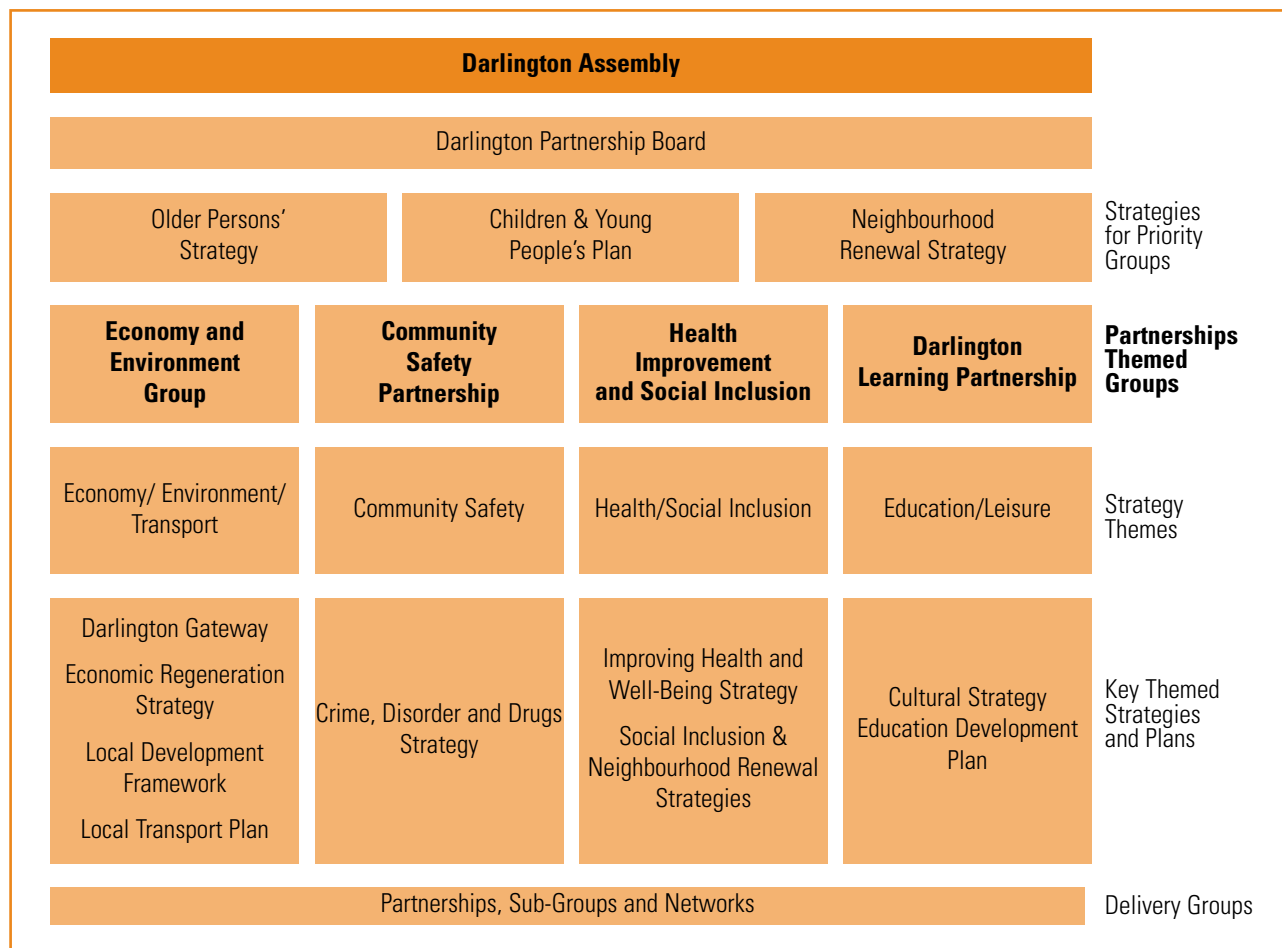 Darlington Assembly
Darlington Partnership Board
Older Persons’
Strategy
Children & Young
People’s Plan
Neighbourhood
Renewal Strategy
Strategies
for Priority
Groups
Economy and
Environment
Group
Community
Safety
Partnership
Health
Improvement
and Social Inclusion
Darlington
Learning Partnership
Partnerships
Themed
Groups
Economy/ Environment/
Transport
Community Safety
Health/Social Inclusion
Education/Leisure
Strategy
Themes
Darlington Gateway
Economic Regeneration
Strategy
Local Development
Framework
Local Transport Plan
Crime, Disorder and Drugs
Strategy
Improving Health and
Well-Being Strategy
Social Inclusion &
Neighbourhood Renewal
Strategies
Cultural Strategy
Education Development
Plan
Key Themed
Strategies
and Plans
Partnerships, Sub-Groups and Networks
Delivery Groups